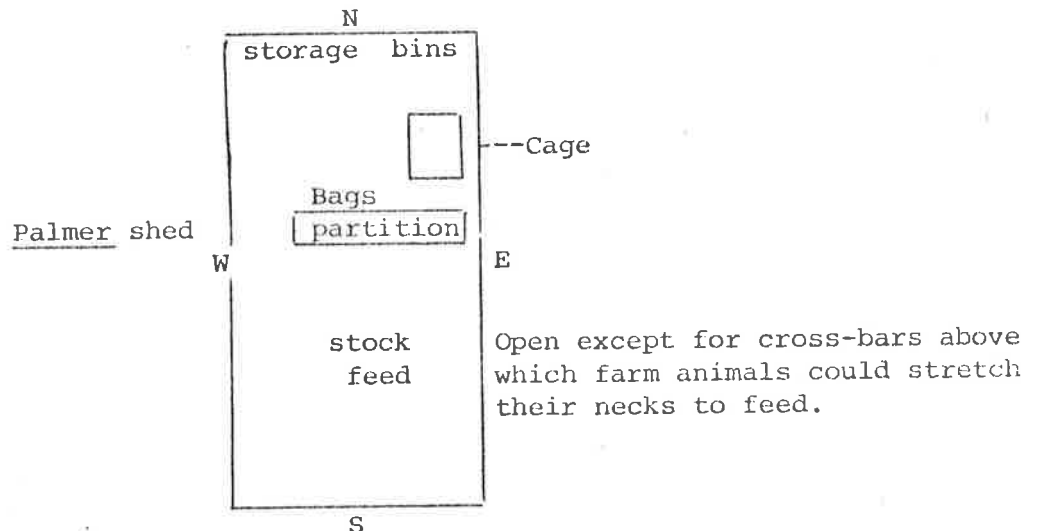 N
storage bins
---Cage
Bags
Palmer shed
partition
W
E
stock
feed
Open except for cross-bars above
which farm animals could stretch
their necks to feed.
S